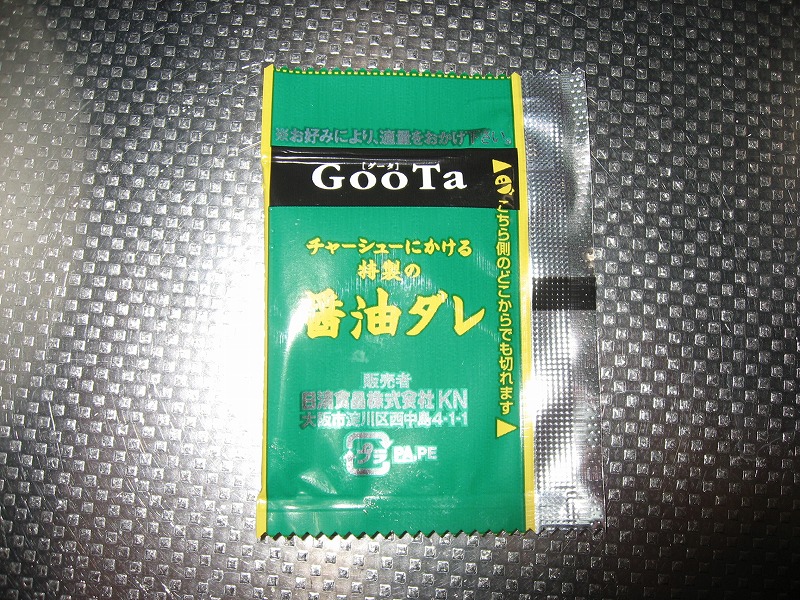 ※お好みにより、適量をおかけ下さい。
[グータ]
GooTa
チャーシューにかける
特製の
醤油ダレ
販売者
日清食品株式会社KN
大阪市淀川区西中島4-1-1
プラ PA,PE
こちら側のどこからでも切れます